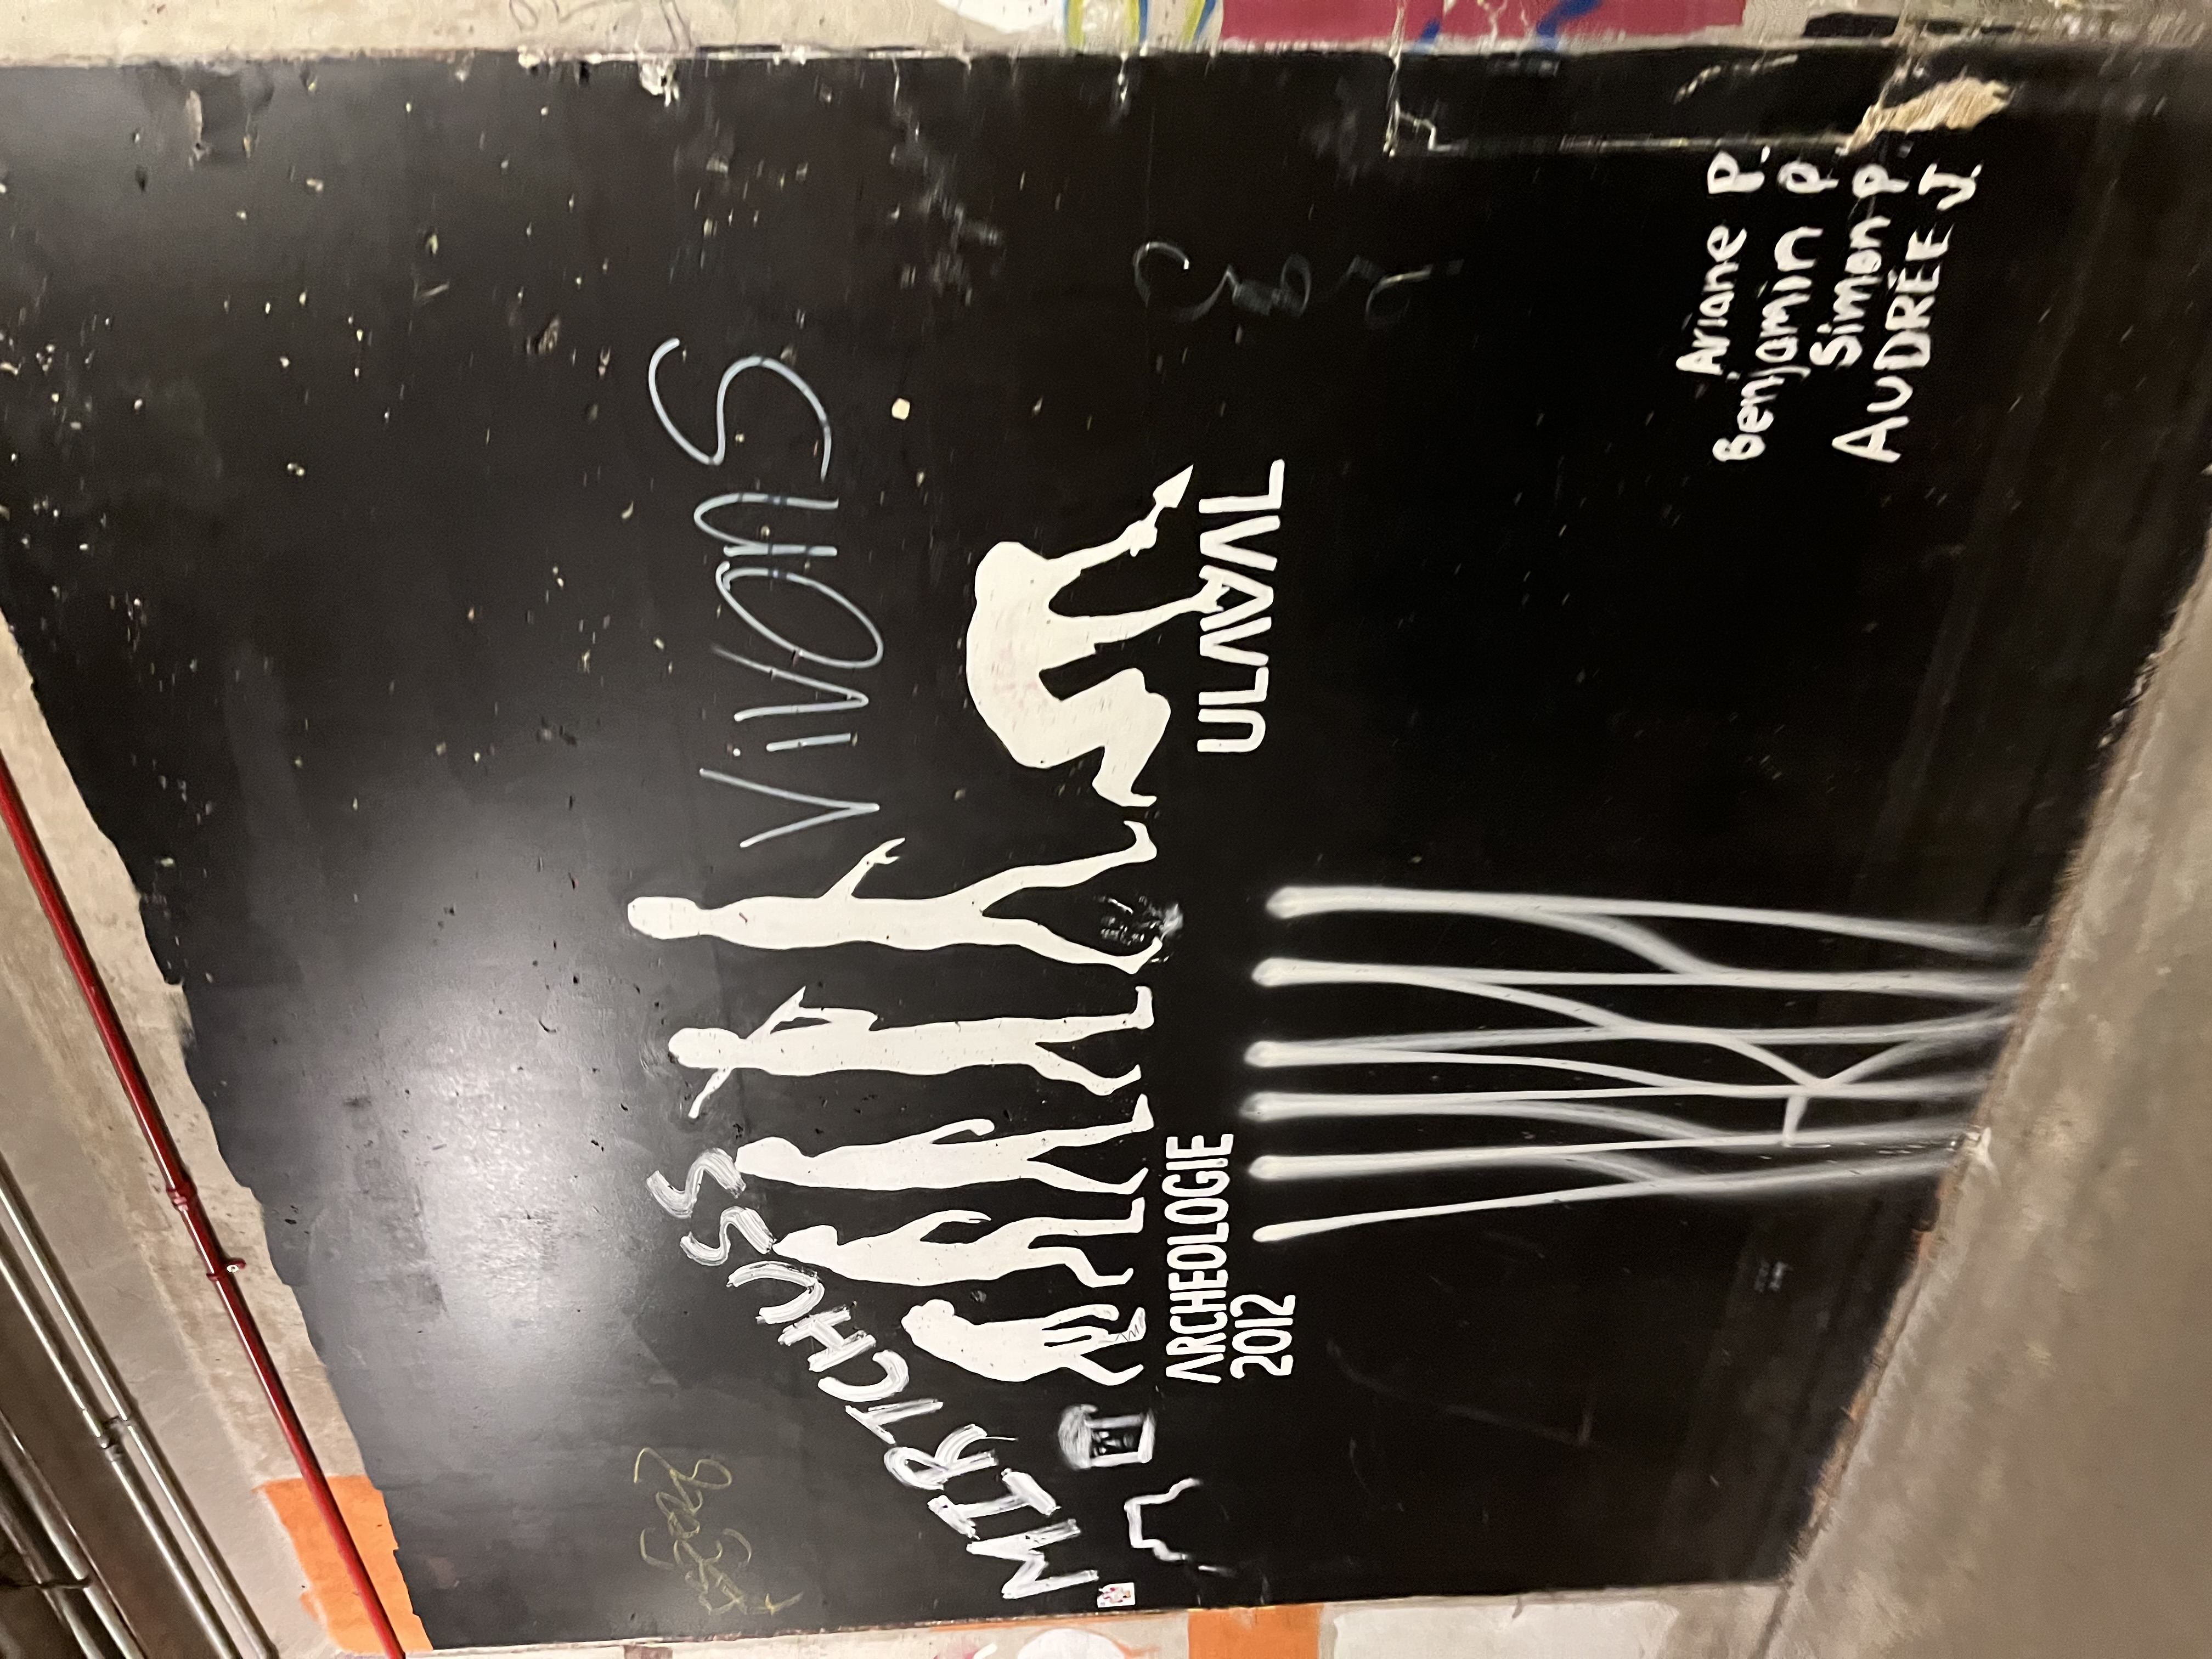 MIRTCHUSS
vivons
ARCHEOLOGIE
2012
ULAVAL
Ariane P.
Benjamin P.
Simon P.
AUDRÉE J.